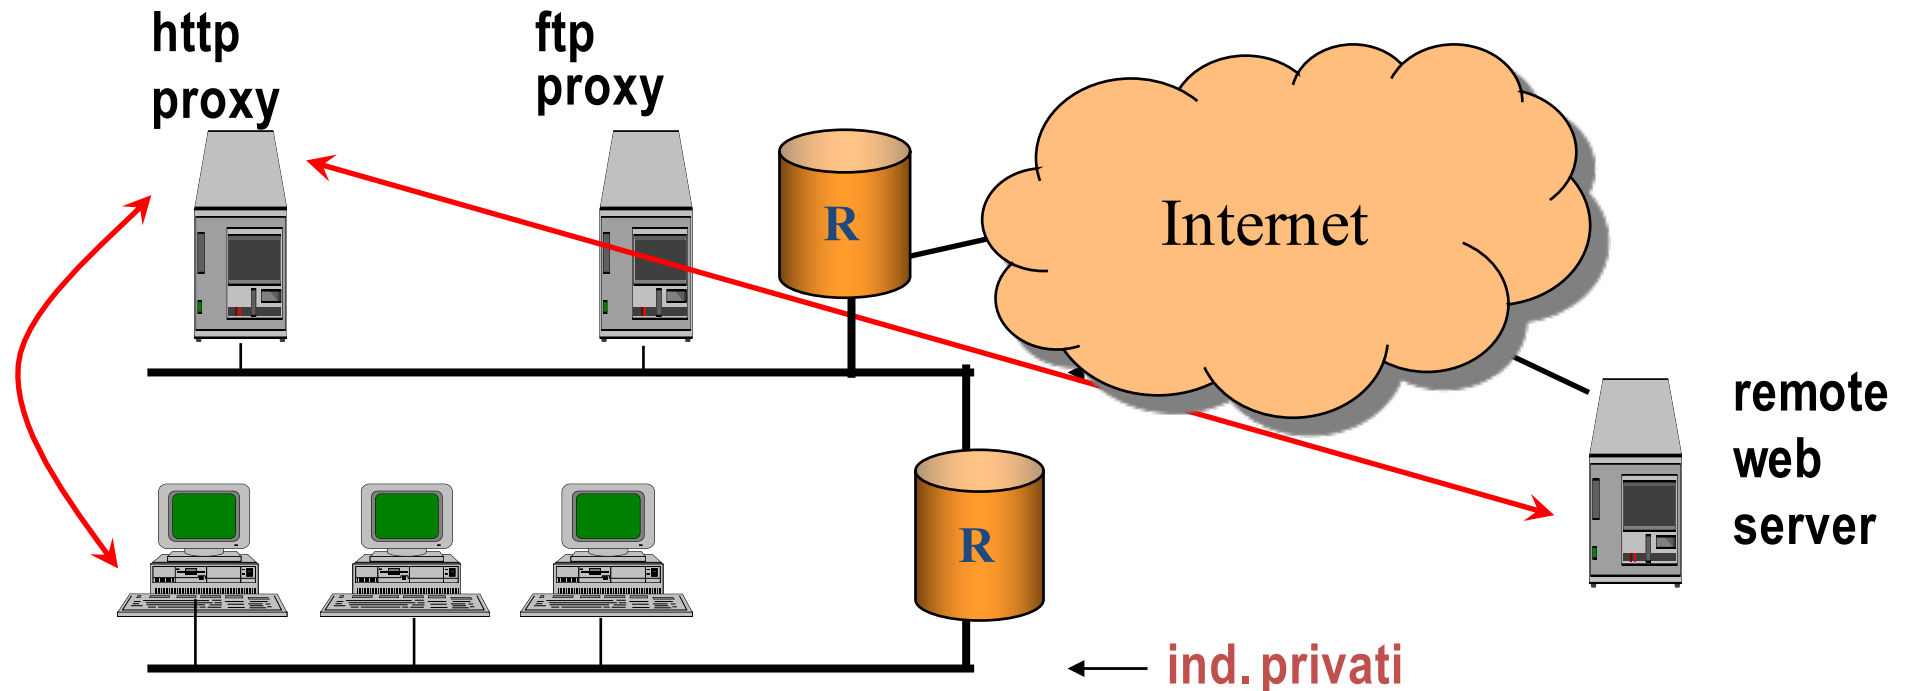 http
proxy
ftp
proxy
R
Internet
remote
web
server
R
ind. privati